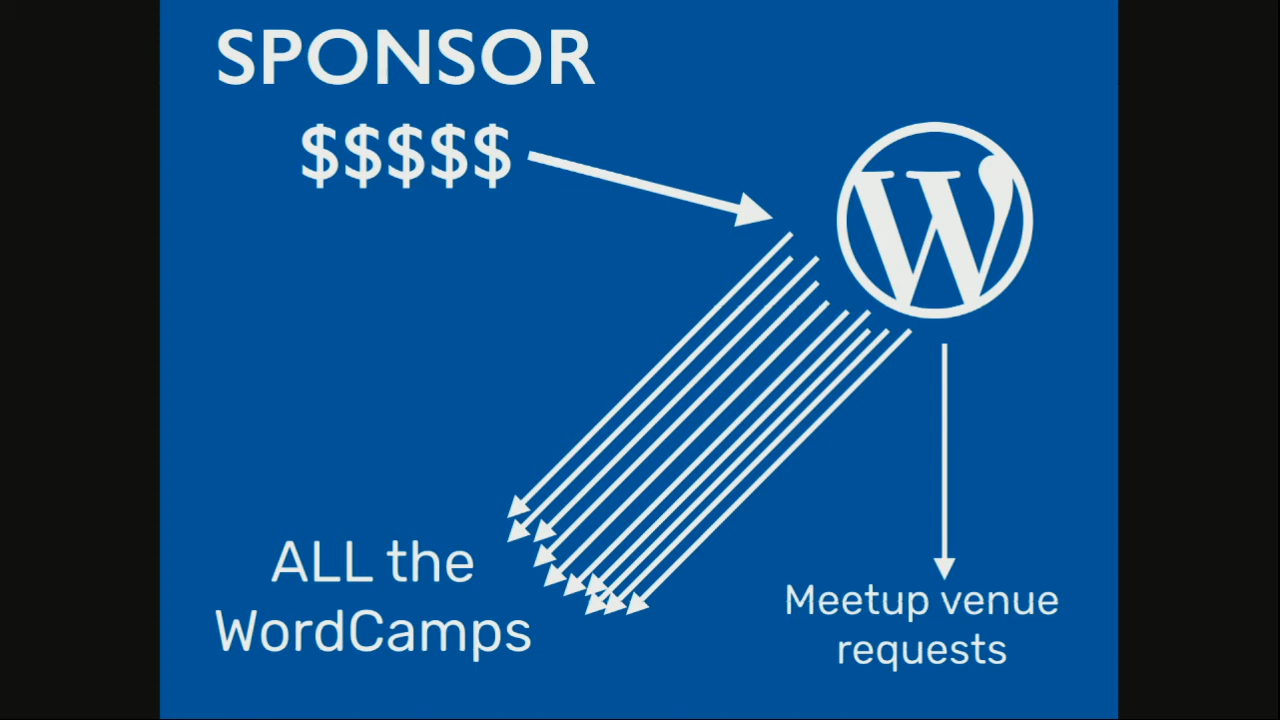 SPONSOR
$$$$$
W
ALL the
WordCamps
Meetup venue
requests